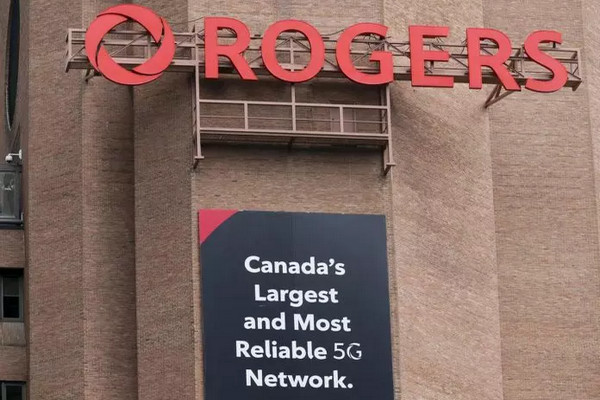 ROGERS
Canada's
Largest
and Most
Reliable 5G
Network.